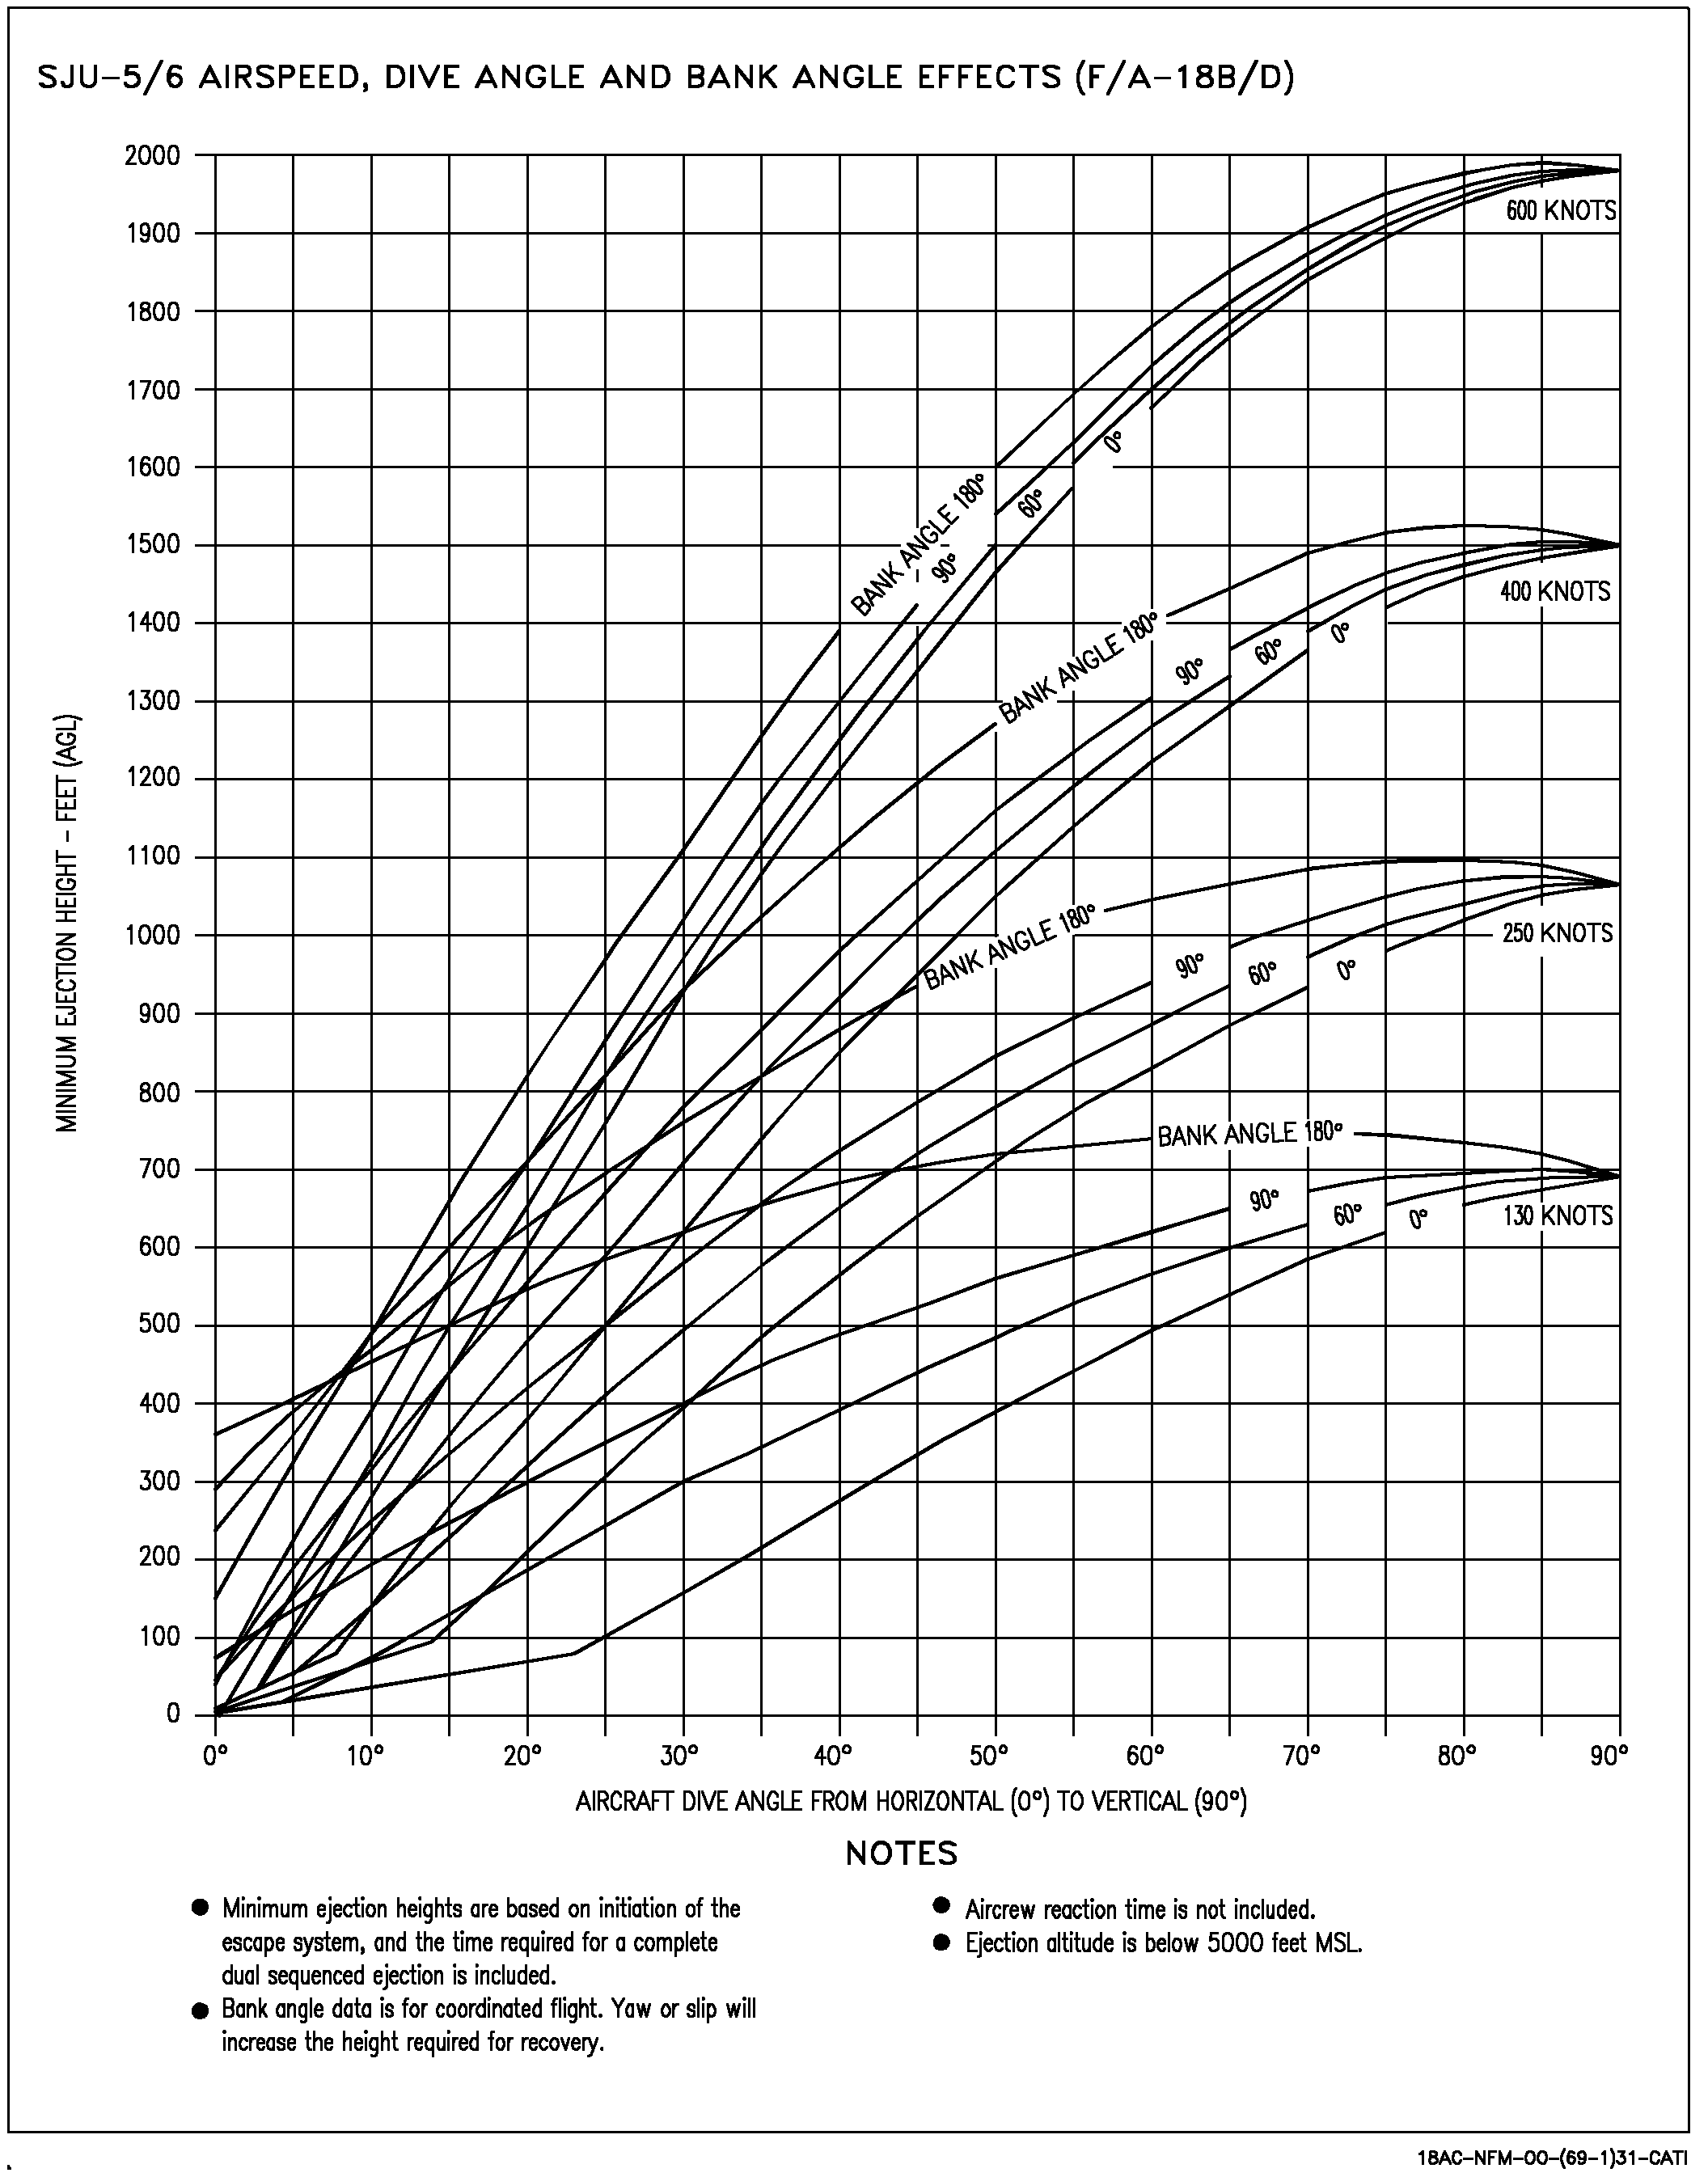 SJU-5/6 AIRSPEED, DIVE ANGLE AND BANK ANGLE EFFECTS (F/A-18B/D)
MINIMUM EJECTION HEIGHT - FEET (AGL)
2000
1900
1800
1700
1600
1500
1400
1300
1200
1100
1000
900
800
700
600
500
400
300
200
100
0
600 KNOTS
BANK ANGLE 180°
90°
60°
0°
400 KNOTS
BANK ANGLE 180°
90°
60°
0°
250 KNOTS
BANK ANGLE 180°
90°
60°
0°
130 KNOTS
BANK ANGLE 180°
90°
60°
0°
0° 10° 20° 30° 40° 50° 60° 70° 80° 90°
AIRCRAFT DIVE ANGLE FROM HORIZONTAL (0°) TO VERTICAL (90°)
NOTES
● Minimum ejection heights are based on initiation of the
escape system, and the time required for a complete
dual sequenced ejection is included.
● Bank angle data is for coordinated flight. Yaw or slip will
increase the height required for recovery.
● Aircrew reaction time is not included.
● Ejection altitude is below 5000 feet MSL.
18AC-NFM-00-(69-1)31-CATI